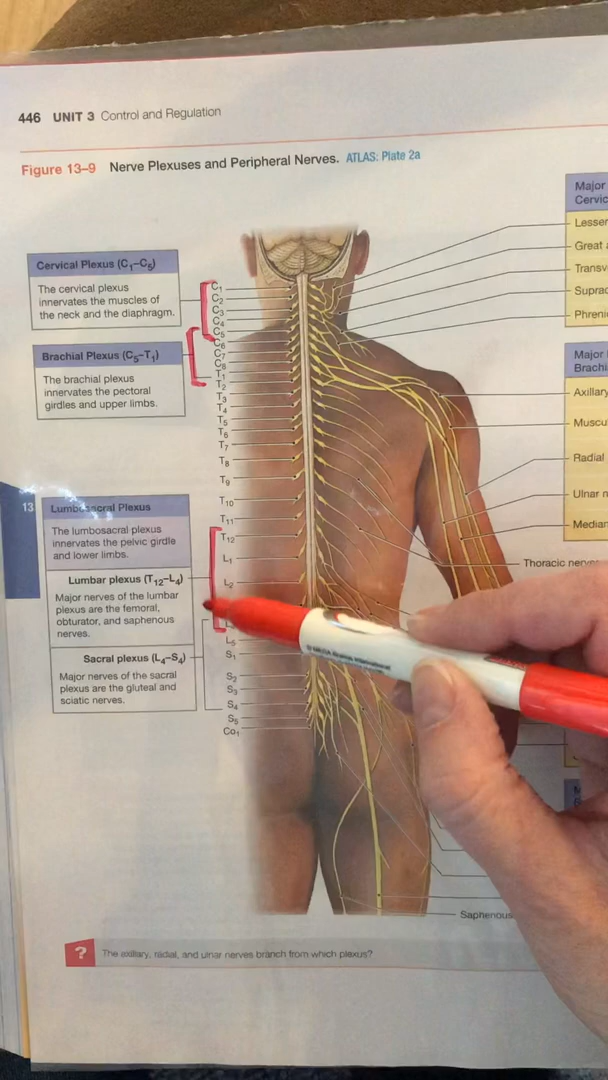 446 UNIT 3 Control and Regulation
Figure 13–9 Nerve Plexuses and Peripheral Nerves. ATLAS: Plate 2a
Cervical Plexus (C1–C5)
The cervical plexus
innervates the muscles of
the neck and the diaphragm.
Brachial Plexus (C5–T1)
The brachial plexus
innervates the pectoral
girdles and upper limbs.
13
Lumbosacral Plexus
The lumbosacral plexus
innervates the pelvic girdle
and lower limbs.
Lumbar plexus (T12–L4)
Major nerves of the lumbar
plexus are the femoral,
obturator, and saphenous
nerves.
Sacral plexus (L4–S4)
Major nerves of the sacral
plexus are the gluteal and
sciatic nerves.
C1
C2
C3
C4
C5
C6
C7
C8
T1
T2
T3
T4
T5
T6
T7
T8
T9
T10
T11
T12
L1
L2
L5
S1
S2
S3
S4
S5
Co1
Major
Cervic
Lesser
Great
Transv
Suprac
Phreni
Major
Brachi
Axillary
Muscu
Radial
Ulnar n
Median
Thoracic nerves
Saphenous
? The axillary, radial, and ulnar nerves branch from which plexus?